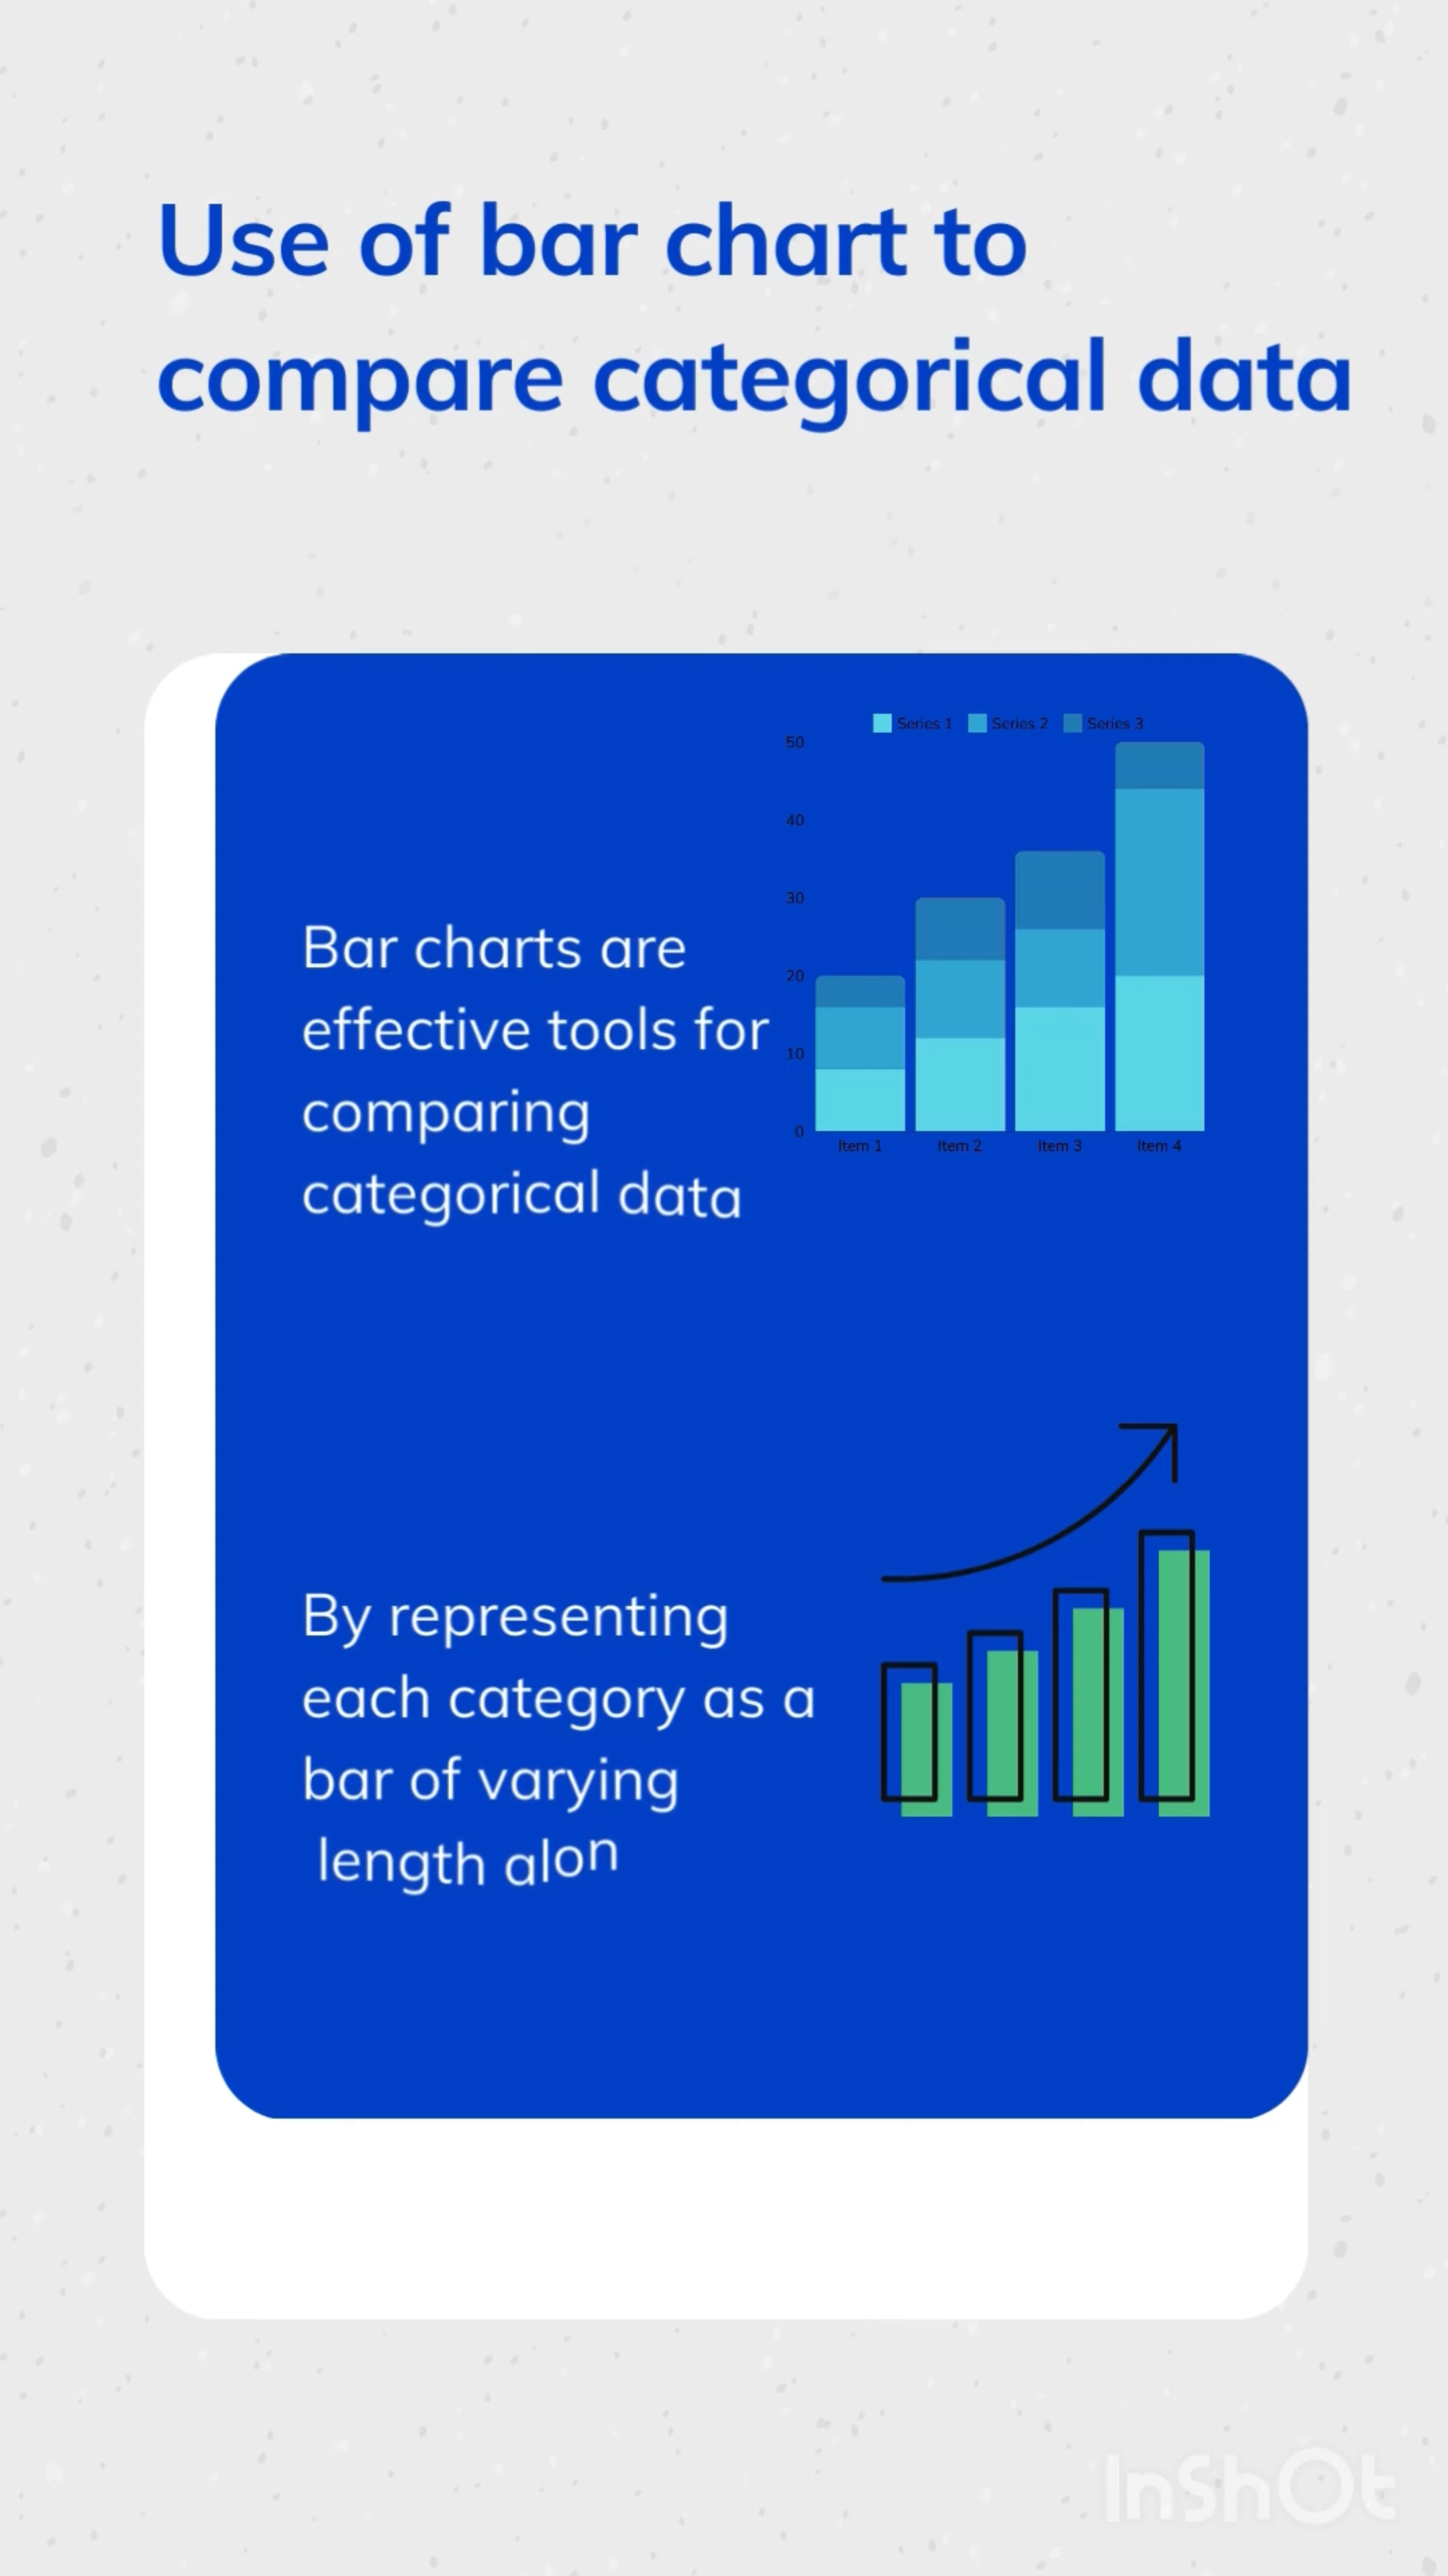 Use of bar chart to
compare categorical data
Series 1 Series 2 Series 3
50
40
30
20
10
0
Item 1 Item 2 Item 3 Item 4
Bar charts are
effective tools for
comparing
categorical data
By representing
each category as a
bar of varying
length alon
InShOt